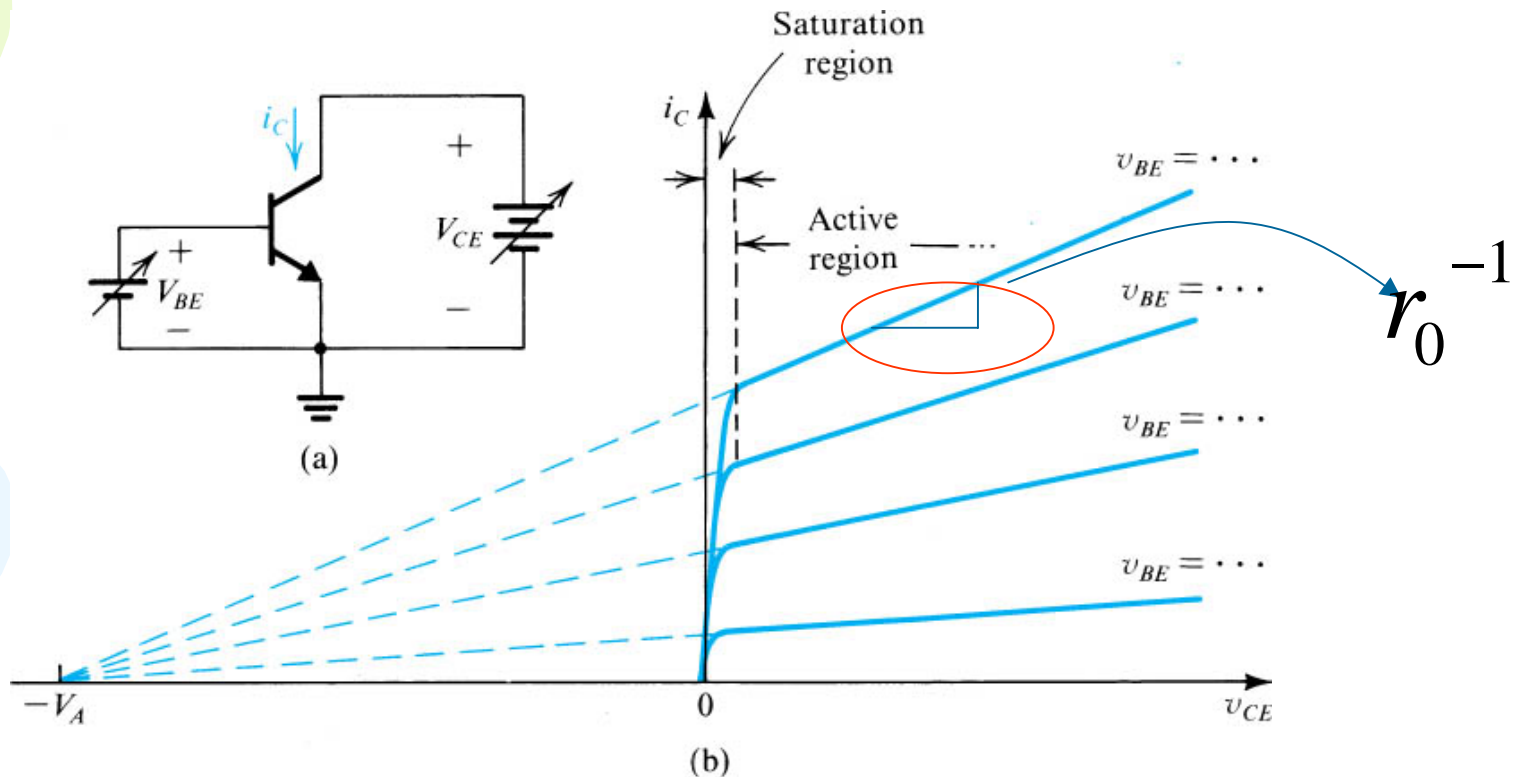 Saturation
region
i_C
+
V_CE
−
+
V_BE
−
(a)
i_C
Active
region
...
v_BE = · · ·
v_BE = · · ·
v_BE = · · ·
v_BE = · · ·
r_0^−1
−V_A
0
v_CE
(b)